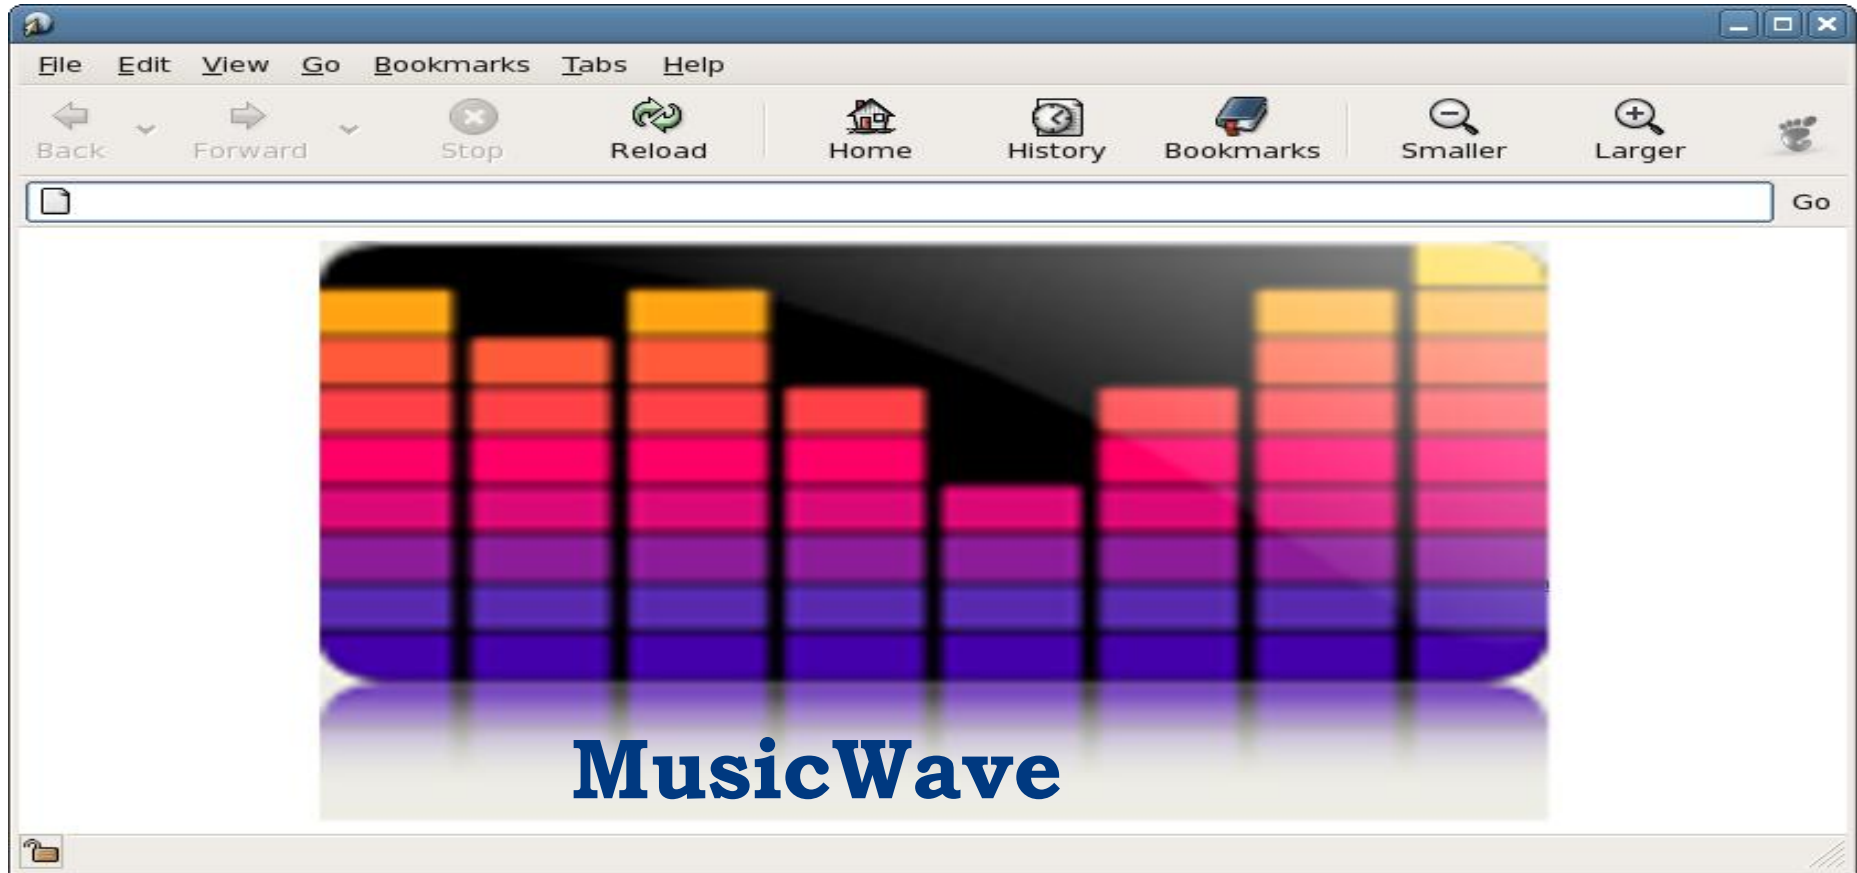 File Edit View Go Bookmarks Tabs Help
Back Forward Stop Reload Home History Bookmarks Smaller Larger
Go
MusicWave